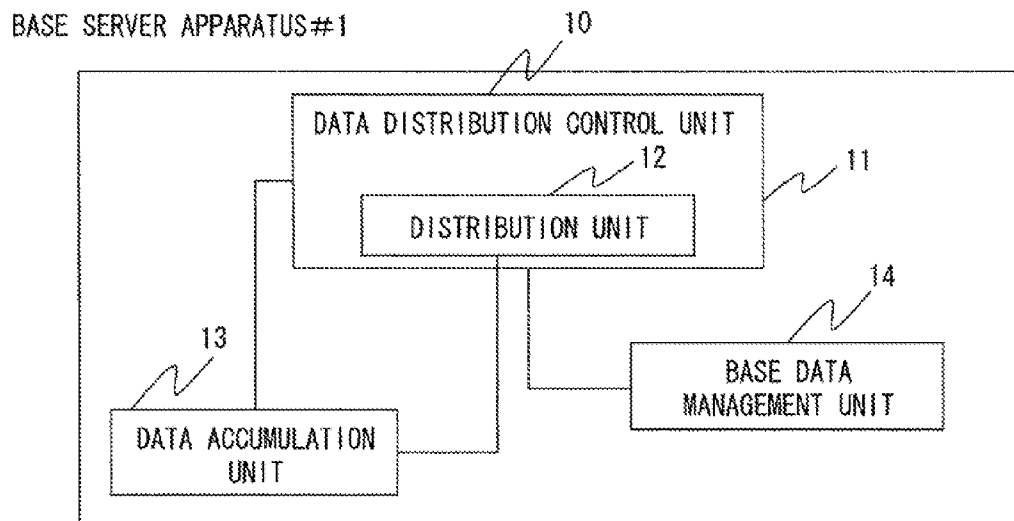 BASE SERVER APPARATUS#1
10
DATA DISTRIBUTION CONTROL UNIT
12
11
DISTRIBUTION UNIT
14
13
BASE DATA
MANAGEMENT UNIT
DATA ACCUMULATION
UNIT